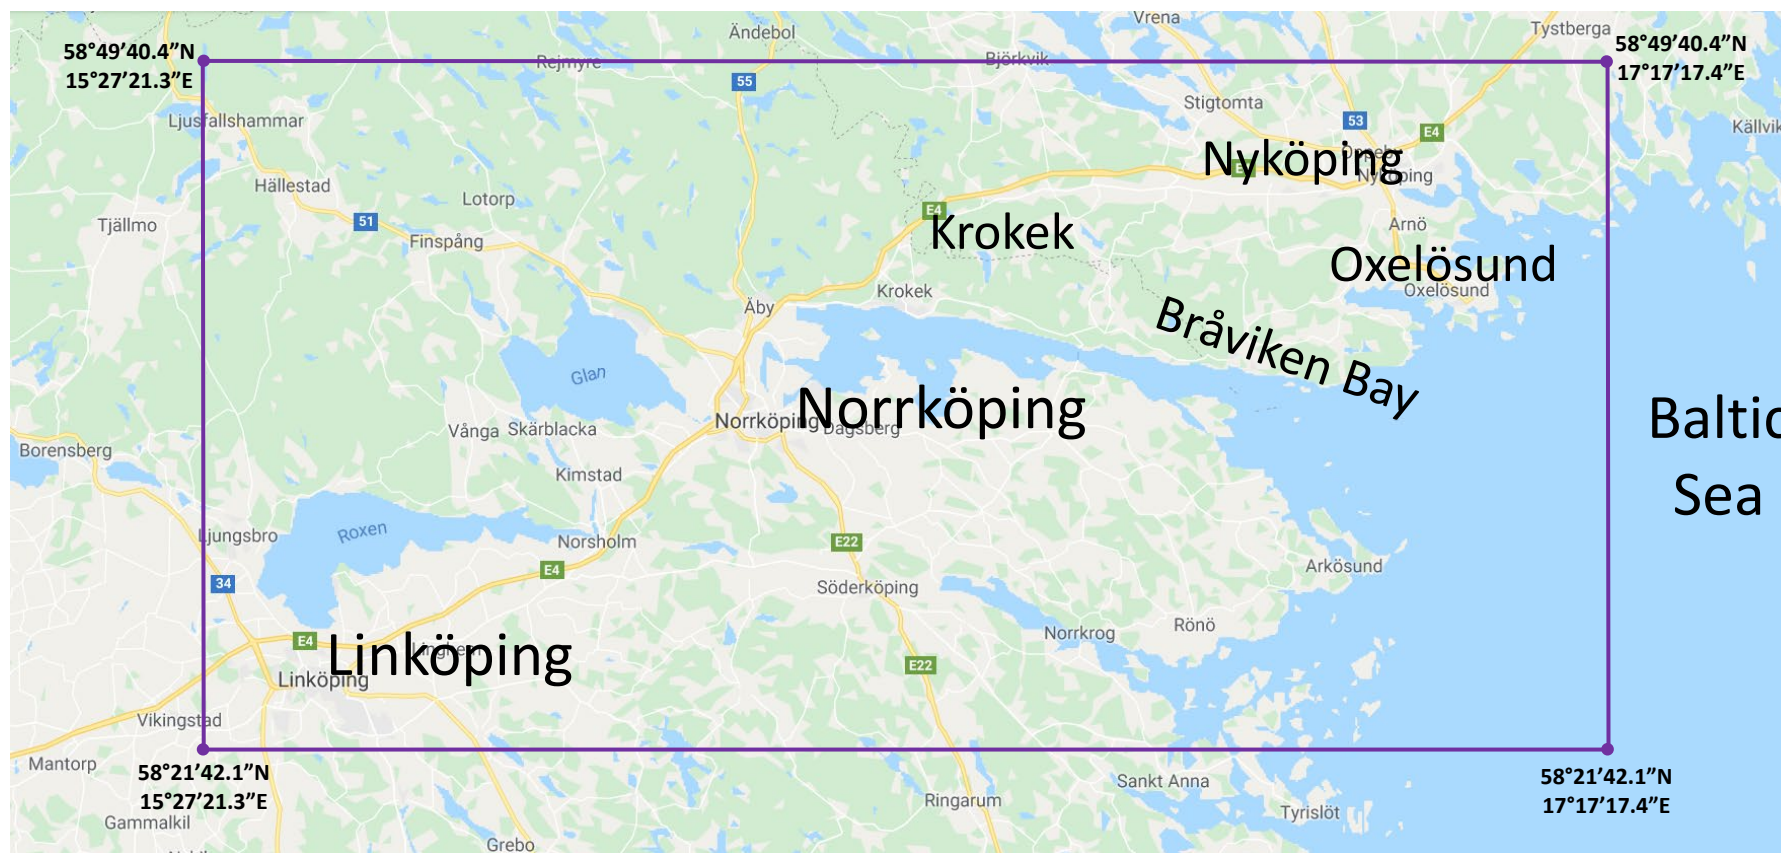 Vrena
Tystberga
Ändebol
58°49’40.4”N
15°27’21.3”E
58°49’40.4”N
17°17’17.4”E
Rejmyre
Björkvik
55
Stigtomta
Ljusfallshammar
53
E4
Källvik
Nyköping
Nyköping
Hällestad
Lotorp
51
Tjällmo
Finspång
E4
Krokek
Arnö
Oxelösund
Oxelösund
Krokek
Äby
Bråviken Bay
Glan
Norrköping
Norrköping
Dagsberg
Vånga
Skärblacka
Baltic
Sea
Borensberg
Kimstad
Roxen
Ljungsbro
Norsholm
E22
E4
34
Söderköping
Arkösund
Norrkrog
Rönö
E4
Linköping
Linköping
E22
Vikingstad
Mantorp
58°21’42.1”N
15°27’21.3”E
58°21’42.1”N
17°17’17.4”E
Sankt Anna
Ringarum
Tyrislöt
Gammalkil
Grebo